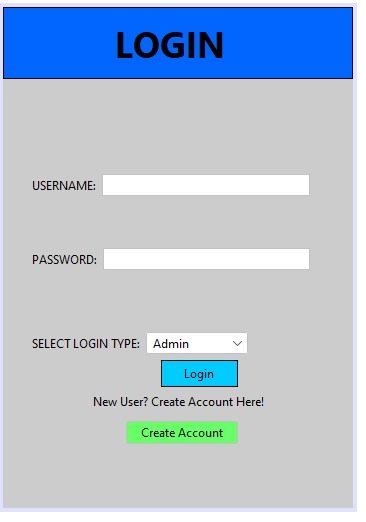 LOGIN
USERNAME:
PASSWORD:
SELECT LOGIN TYPE: Admin
Login
New User? Create Account Here!
Create Account